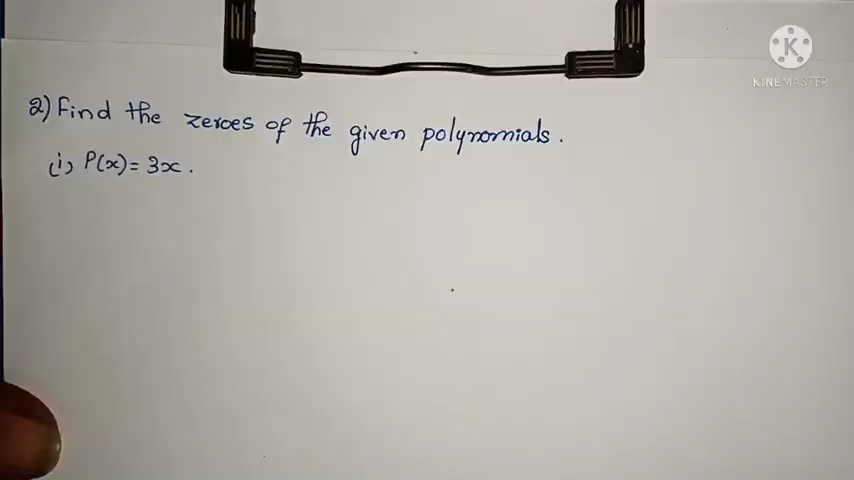 K
KINEMASTER
2) Find the zeroes of the given polynomials.
(i) P(x) = 3x.